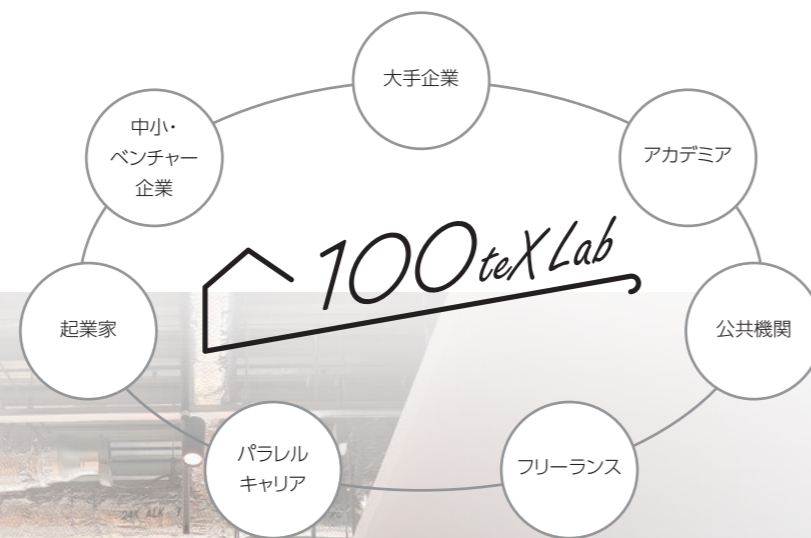 大手企業
中小・
ベンチャー
企業
アカデミア
100teX Lab
起業家
公共機関
パラレル
キャリア
フリーランス